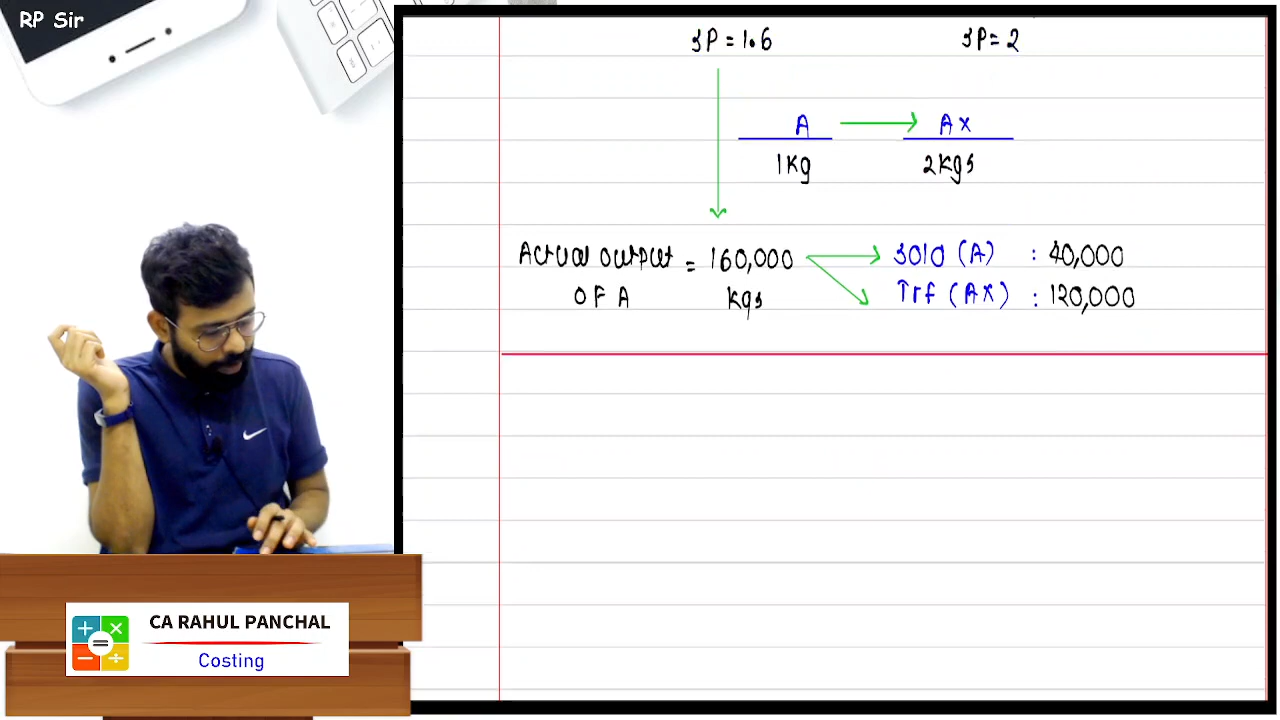 RP Sir
SP = 1.6 SP = 2
A → Ax
1Kg 2Kgs
Actual output = 160,000 → Sold (A) : 40,000
OF A Kgs Trf (AX) : 120,000
CA RAHUL PANCHAL
Costing